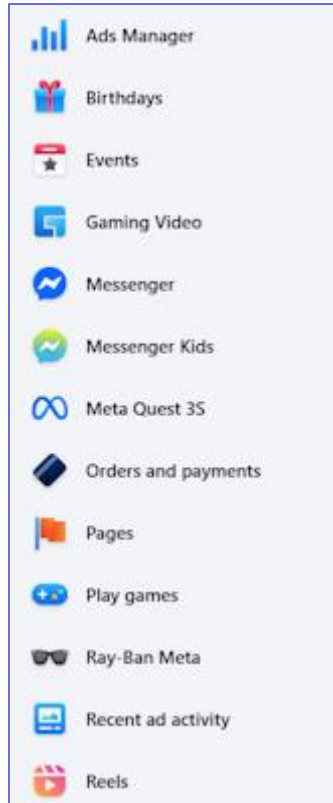 Ads Manager
Birthdays
Events
Gaming Video
Messenger
Messenger Kids
Meta Quest 3S
Orders and payments
Pages
Play games
Ray-Ban Meta
Recent ad activity
Reels